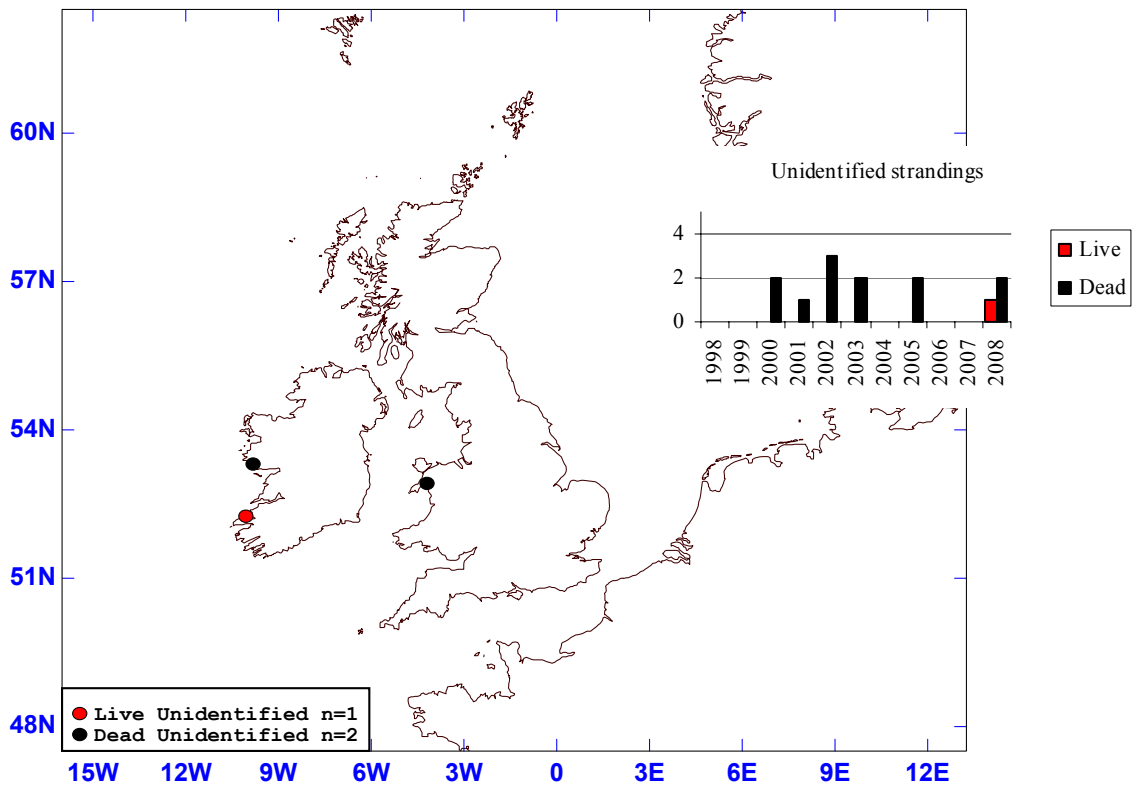 60N
57N
54N
51N
48N
15W 12W 9W 6W 3W 0 3E 6E 9E 12E
Unidentified strandings
4
2
0
1998 1999 2000 2001 2002 2003 2004 2005 2006 2007 2008
Live
Dead
Live Unidentified n=1
Dead Unidentified n=2